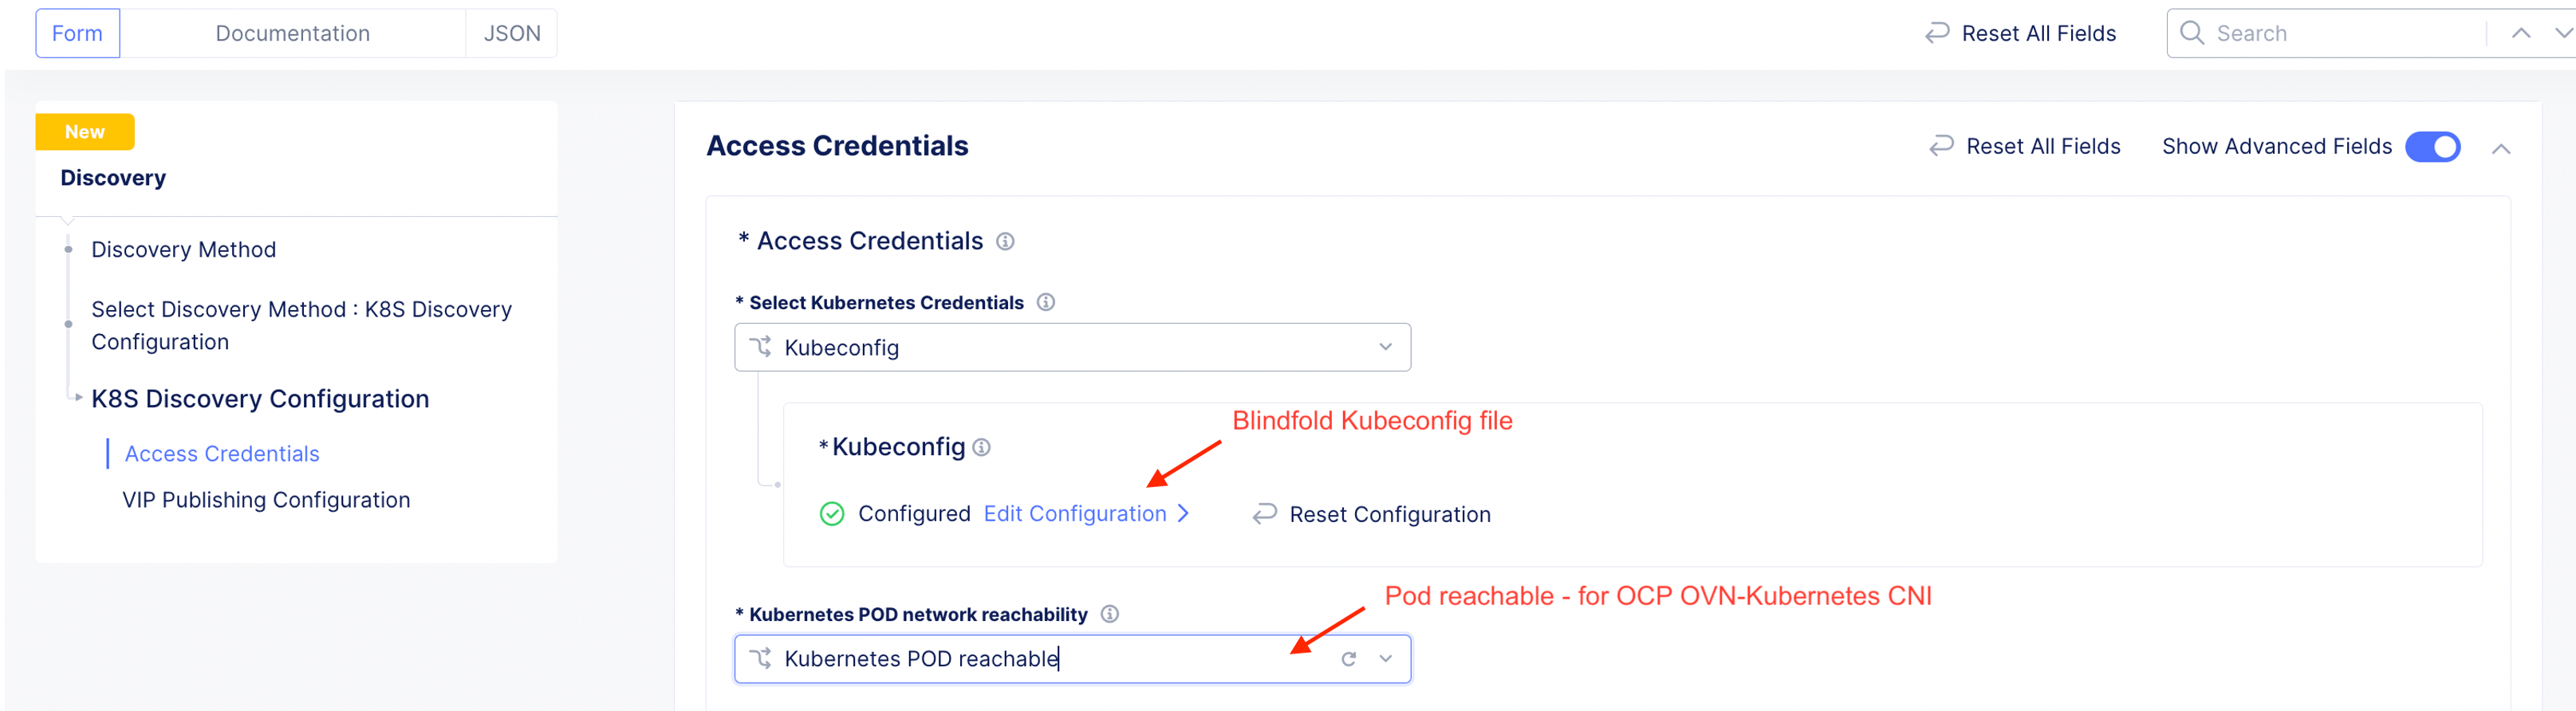 Form Documentation JSON
Reset All Fields
Search
New
Discovery
Discovery Method
Select Discovery Method : K8S Discovery
Configuration
K8S Discovery Configuration
Access Credentials
VIP Publishing Configuration
Access Credentials
Reset All Fields
Show Advanced Fields
* Access Credentials
* Select Kubernetes Credentials
Kubeconfig
Blindfold Kubeconfig file
* Kubeconfig
Configured Edit Configuration
Reset Configuration
Pod reachable - for OCP OVN-Kubernetes CNI
* Kubernetes POD network reachability
Kubernetes POD reachable